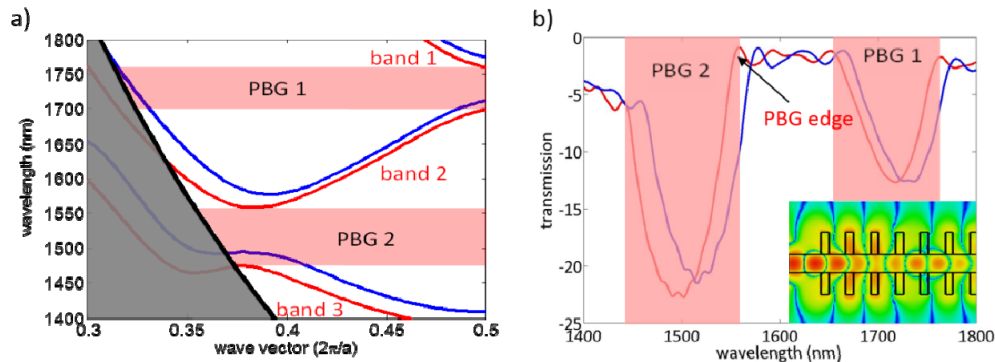 a)
1800
1750
1700
1650
1600
1550
1500
1450
1400
wavelength (nm)
band 1
PBG 1
band 2
PBG 2
band 3
0.3
0.35
0.4
0.45
0.5
wave vector (2π/a)
b)
0
-5
-10
-15
-20
-25
transmission
PBG 2
PBG 1
PBG edge
1400
1500
1600
1700
1800
wavelength (nm)